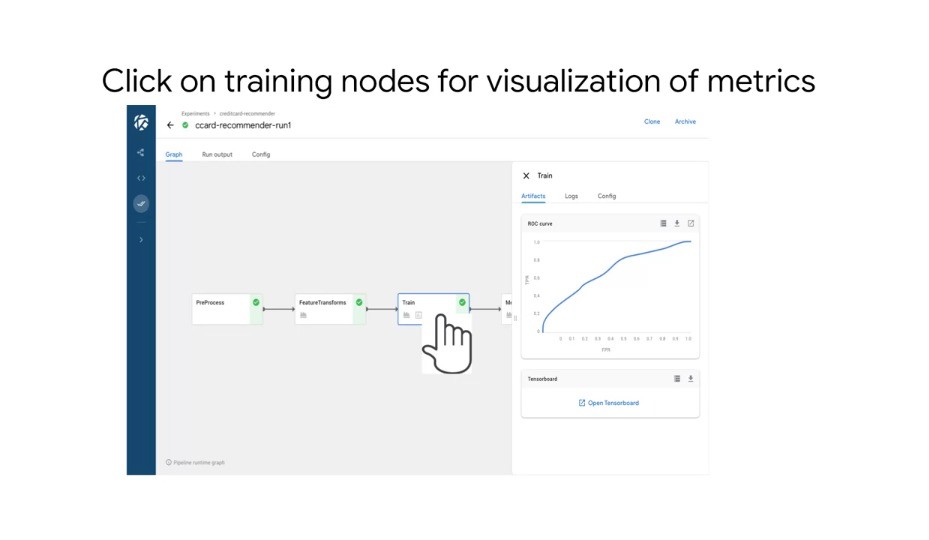 Click on training nodes for visualization of metrics
Experiments > creditcard-recommender
ccard-recommender-run1
Clone Archive
Graph Run output Config
Train
Artifacts Logs Config
ROC curve
1.0
0.8
0.6
0.4
0.2
0
TPR
0 0.1 0.2 0.3 0.4 0.5 0.6 0.7 0.8 0.9 1.0
FPR
PreProcess
FeatureTransforms
Train
Mo
Tensorboard
Open Tensorboard
Pipeline runtime graph